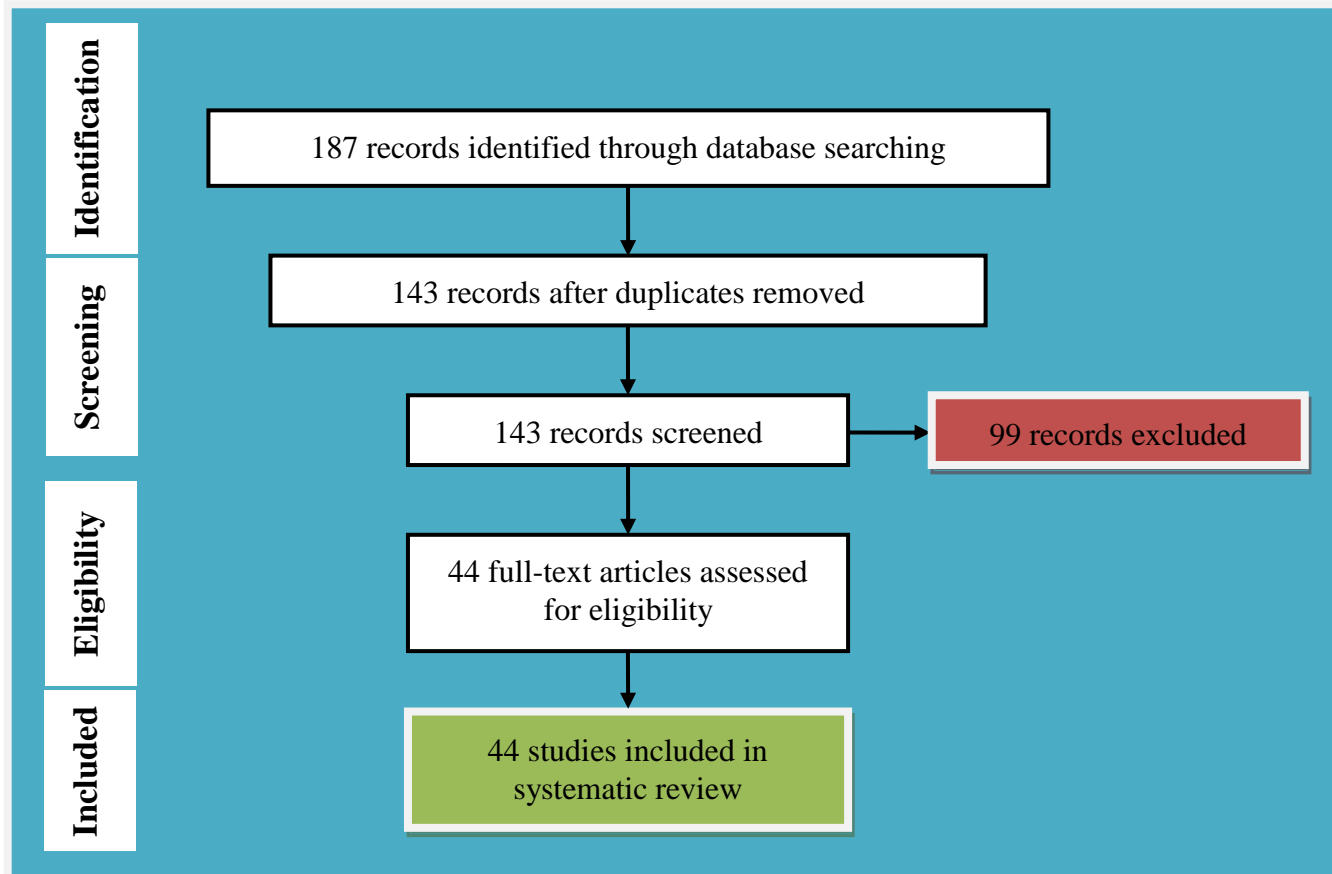 Identification
187 records identified through database searching
Screening
143 records after duplicates removed
143 records screened
99 records excluded
Eligibility
44 full-text articles assessed
for eligibility
Included
44 studies included in
systematic review